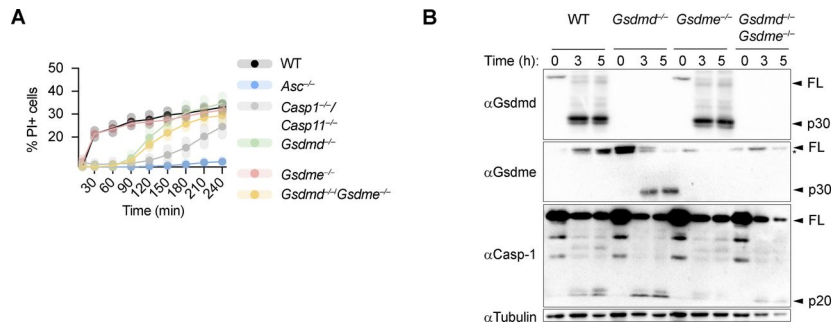 A
% PI+ cells
50
40
30
20
30
60
90
120
150
180
210
240
Time (min)
WT
Asc–/–
Casp1–/–/
Casp11–/–
Gsdmd–/–
Gsdme–/–
Gsdmd–/–/Gsdme–/–
B
WT Gsdmd–/– Gsdme–/– Gsdmd–/–
Gsdme–/–
Time (h): 0 3 5 0 3 5 0 3 5 0 3 5
FL
αGsdmd
p30
FL
*
αGsdme
p30
FL
αCasp-1
p20
αTubulin